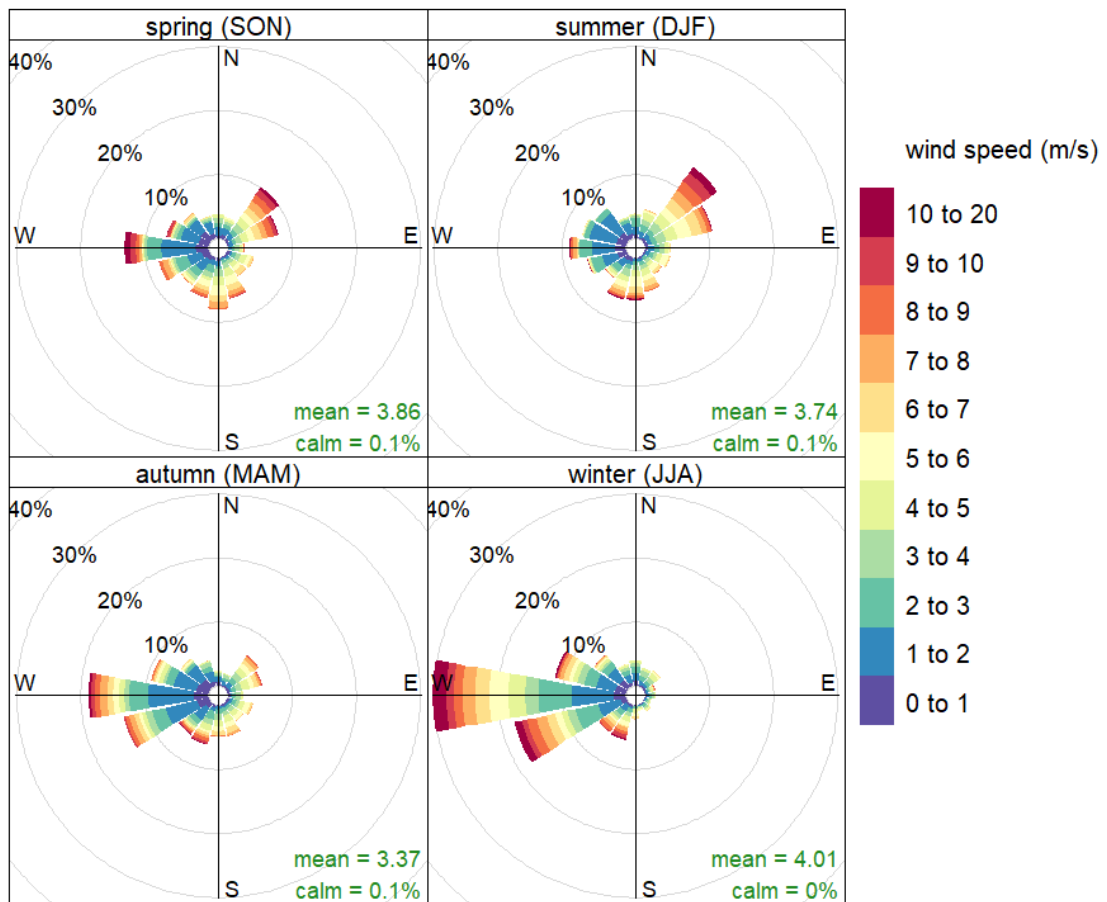 spring (SON)
40%
30%
20%
10%
N
W
E
S
mean = 3.86
calm = 0.1%
summer (DJF)
40%
30%
20%
10%
N
W
E
S
mean = 3.74
calm = 0.1%
autumn (MAM)
40%
30%
20%
10%
N
W
E
S
mean = 3.37
calm = 0.1%
winter (JJA)
40%
30%
20%
10%
N
W
E
S
mean = 4.01
calm = 0%
wind speed (m/s)
10 to 20
9 to 10
8 to 9
7 to 8
6 to 7
5 to 6
4 to 5
3 to 4
2 to 3
1 to 2
0 to 1